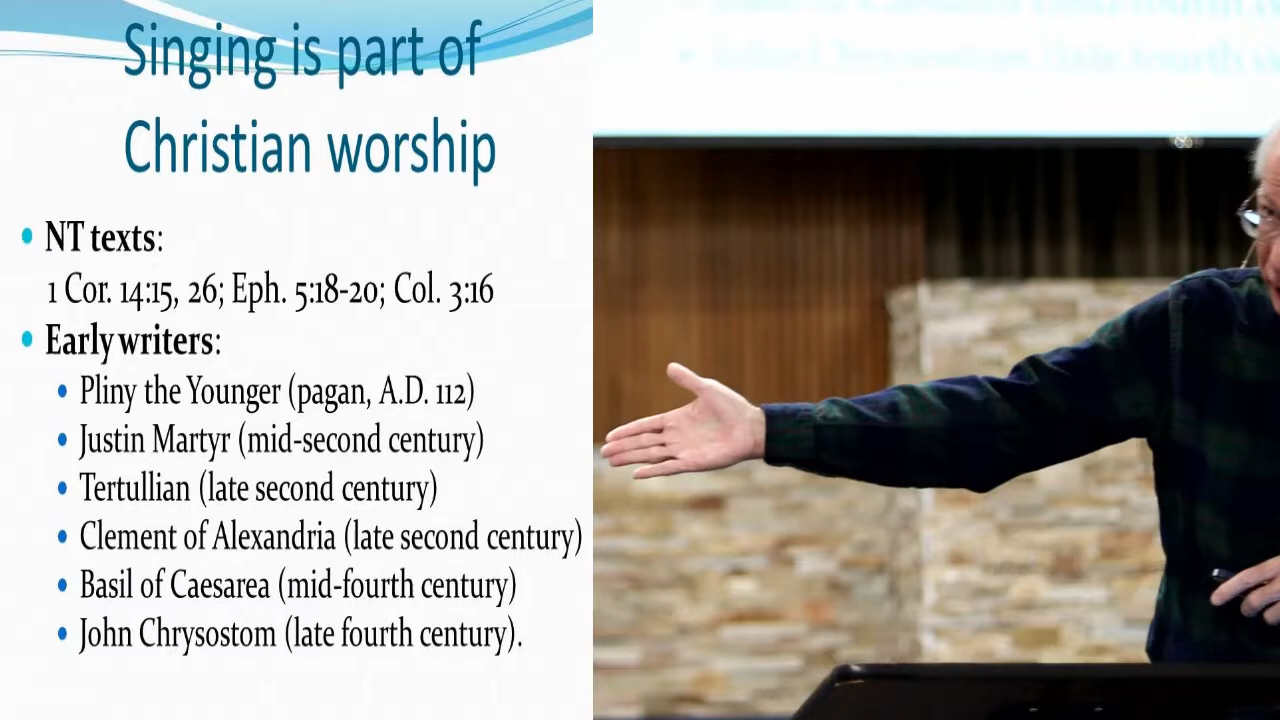 Singing is part of
Christian worship
• NT texts:
1 Cor. 14:15, 26; Eph. 5:18-20; Col. 3:16
• Early writers:
• Pliny the Younger (pagan, A.D. 112)
• Justin Martyr (mid-second century)
• Tertullian (late second century)
• Clement of Alexandria (late second century)
• Basil of Caesarea (mid-fourth century)
• John Chrysostom (late fourth century).